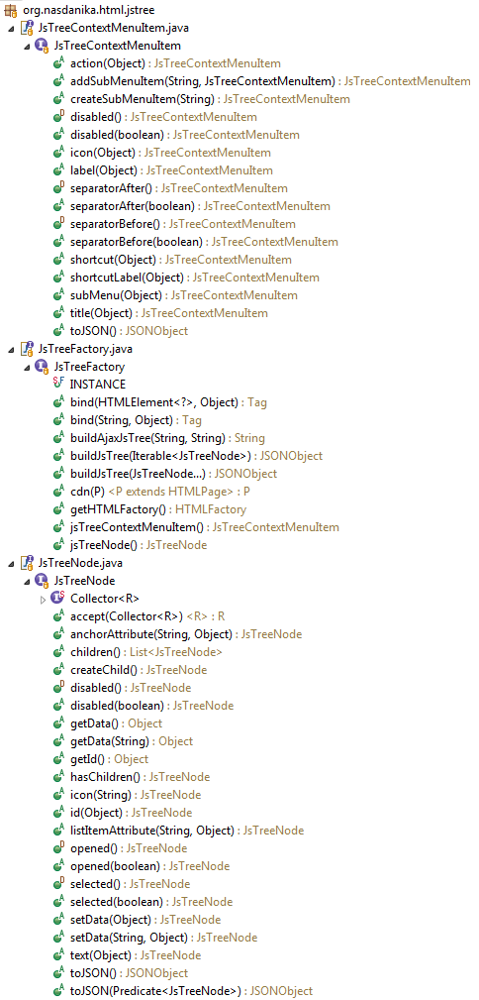 org.nasdanika.html.jstree
JsTreeContextMenuItem.java
JsTreeContextMenuItem
action(Object) : JsTreeContextMenuItem
addSubMenuItem(String, JsTreeContextMenuItem) : JsTreeContextMenuItem
createSubMenuItem(String) : JsTreeContextMenuItem
disabled() : JsTreeContextMenuItem
disabled(boolean) : JsTreeContextMenuItem
icon(Object) : JsTreeContextMenuItem
label(Object) : JsTreeContextMenuItem
separatorAfter() : JsTreeContextMenuItem
separatorAfter(boolean) : JsTreeContextMenuItem
separatorBefore() : JsTreeContextMenuItem
separatorBefore(boolean) : JsTreeContextMenuItem
shortcut(Object) : JsTreeContextMenuItem
shortcutLabel(Object) : JsTreeContextMenuItem
subMenu(Object) : JsTreeContextMenuItem
title(Object) : JsTreeContextMenuItem
toJSON() : JSONObject
JsTreeFactory.java
JsTreeFactory
INSTANCE
bind(HTMLElement<?>, Object) : Tag
bind(String, Object) : Tag
buildAjaxJsTree(String, String) : String
buildJsTree(Iterable<JsTreeNode>) : JSONObject
buildJsTree(JsTreeNode...) : JSONObject
cdn(P) <P extends HTMLPage> : P
getHTMLFactory() : HTMLFactory
jsTreeContextMenuItem() : JsTreeContextMenuItem
jsTreeNode() : JsTreeNode
JsTreeNode.java
JsTreeNode
Collector<R>
accept(Collector<R>) <R> : R
anchorAttribute(String, Object) : JsTreeNode
children() : List<JsTreeNode>
createChild() : JsTreeNode
disabled() : JsTreeNode
disabled(boolean) : JsTreeNode
getData() : Object
getData(String) : Object
getId() : Object
hasChildren() : JsTreeNode
icon(String) : JsTreeNode
id(Object) : JsTreeNode
listItemAttribute(String, Object) : JsTreeNode
opened() : JsTreeNode
opened(boolean) : JsTreeNode
selected() : JsTreeNode
selected(boolean) : JsTreeNode
setData(Object) : JsTreeNode
setData(String, Object) : JsTreeNode
text(Object) : JsTreeNode
toJSON() : JSONObject
toJSON(Predicate<JsTreeNode>) : JSONObject